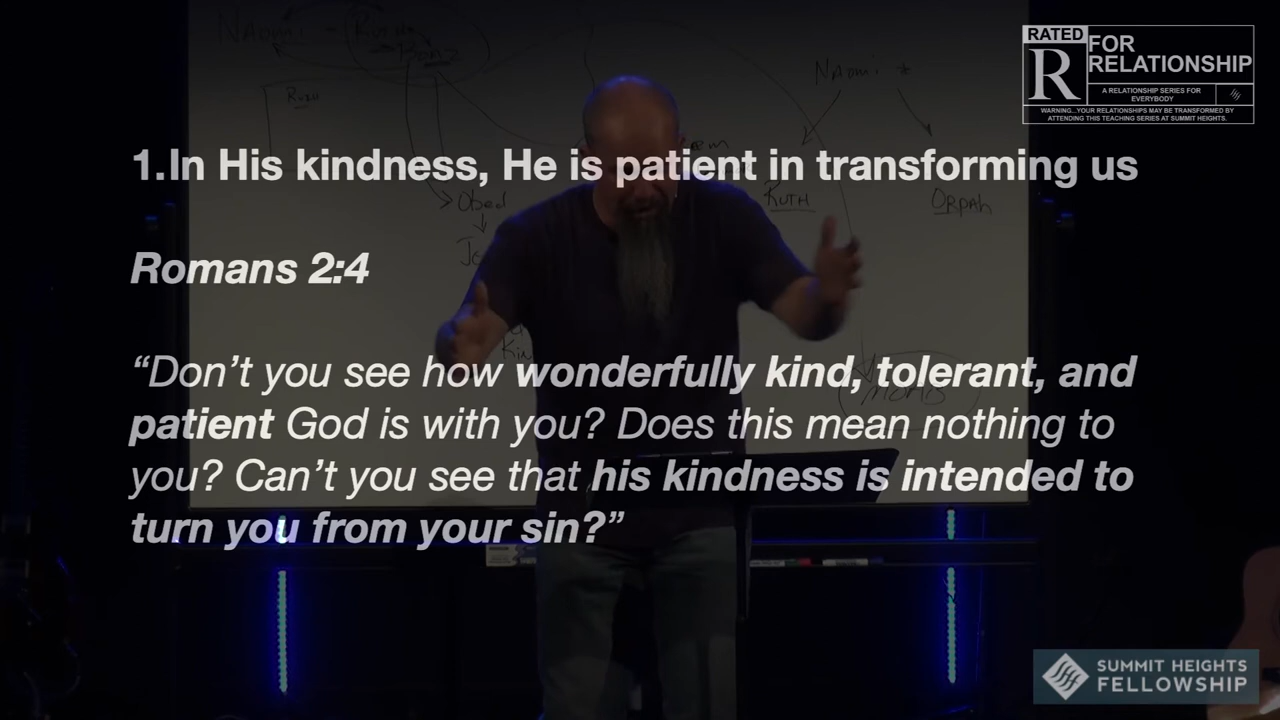 RATED
R
FOR
RELATIONSHIP
A RELATIONSHIP SERIES FOR
EVERYBODY
WARNING...YOUR RELATIONSHIPS MAY BE TRANSFORMED BY
ATTENDING THIS TEACHING SERIES AT SUMMIT HEIGHTS.
Naomi
Ruth
Naomi *
1.In His kindness, He is patient in transforming us
Obed
RUTH
ORPAH
Romans 2:4
“Don’t you see how wonderfully kind, tolerant, and
patient God is with you? Does this mean nothing to
you? Can’t you see that his kindness is intended to
turn you from your sin?”
SUMMIT HEIGHTS
FELLOWSHIP